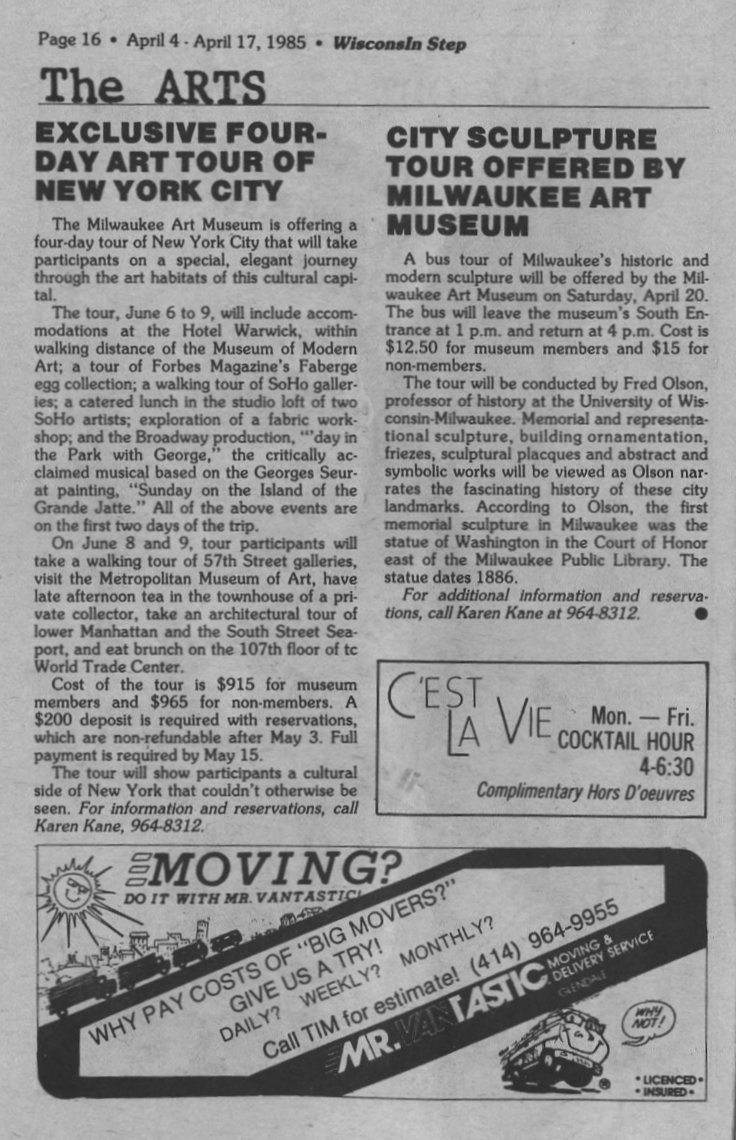 Page 16 • April 4 - April 17, 1985 • WisconsIn Step
The ARTS
EXCLUSIVE FOUR-
DAY ART TOUR OF
NEW YORK CITY
The Milwaukee Art Museum is offering a
four-day tour of New York City that will take
participants on a special, elegant journey
through the art habitats of this cultural capi-
tal.
The tour, June 6 to 9, will include accom-
modations at the Hotel Warwick, within
walking distance of the Museum of Modern
Art; a tour of Forbes Magazine's Faberge
egg collection; a walking tour of SoHo galler-
ies; a catered lunch in the studio loft of two
SoHo artists; exploration of a fabric work-
shop; and the Broadway production, "'day in
the Park with George," the critically ac-
claimed musical based on the Georges Seur-
at painting, "Sunday on the Island of the
Grande Jatte." All of the above events are
on the first two days of the trip.
On June 8 and 9, tour participants will
take a walking tour of 57th Street galleries,
visit the Metropolitan Museum of Art, have
late afternoon tea in the townhouse of a pri-
vate collector, take an architectural tour of
lower Manhattan and the South Street Sea-
port, and eat brunch on the 107th floor of tc
World Trade Center.
Cost of the tour is $915 for museum
members and $965 for non-members. A
$200 deposit is required with reservations,
which are non-refundable after May 3. Full
payment is required by May 15.
The tour will show participants a cultural
side of New York that couldn't otherwise be
seen. For information and reservations, call
Karen Kane, 964-8312.
CITY SCULPTURE
TOUR OFFERED BY
MILWAUKEE ART
MUSEUM
A bus tour of Milwaukee's historic and
modern sculpture will be offered by the Mil-
waukee Art Museum on Saturday, April 20.
The bus will leave the museum's South En-
trance at 1 p.m. and return at 4 p.m. Cost is
$12.50 for museum members and $15 for
non-members.
The tour will be conducted by Fred Olson,
professor of history at the University of Wis-
consin-Milwaukee. Memorial and representa-
tional sculpture, building ornamentation,
friezes, sculptural placques and abstract and
symbolic works will be viewed as Olson nar-
rates the fascinating history of these city
landmarks. According to Olson, the first
memorial sculpture in Milwaukee was the
statue of Washington in the Court of Honor
east of the Milwaukee Public Library. The
statue dates 1886.
For additional information and reserva-
tions, call Karen Kane at 964-8312. ●
C'EST
LA VIE
Mon. — Fri.
COCKTAIL HOUR
4-6:30
Complimentary Hors D'oeuvres
MOVING?
DO IT WITH MR. VANTASTIC!
WHY PAY COSTS OF "BIG MOVERS?"
GIVE US A TRY!
DAILY? WEEKLY? MONTHLY?
Call TIM for estimate! (414) 964-9955
MR. VANTASTIC MOVING &
DELIVERY SERVICE
GLENDALE
WHY
NOT!
®
• LICENCED •
• INSURED •